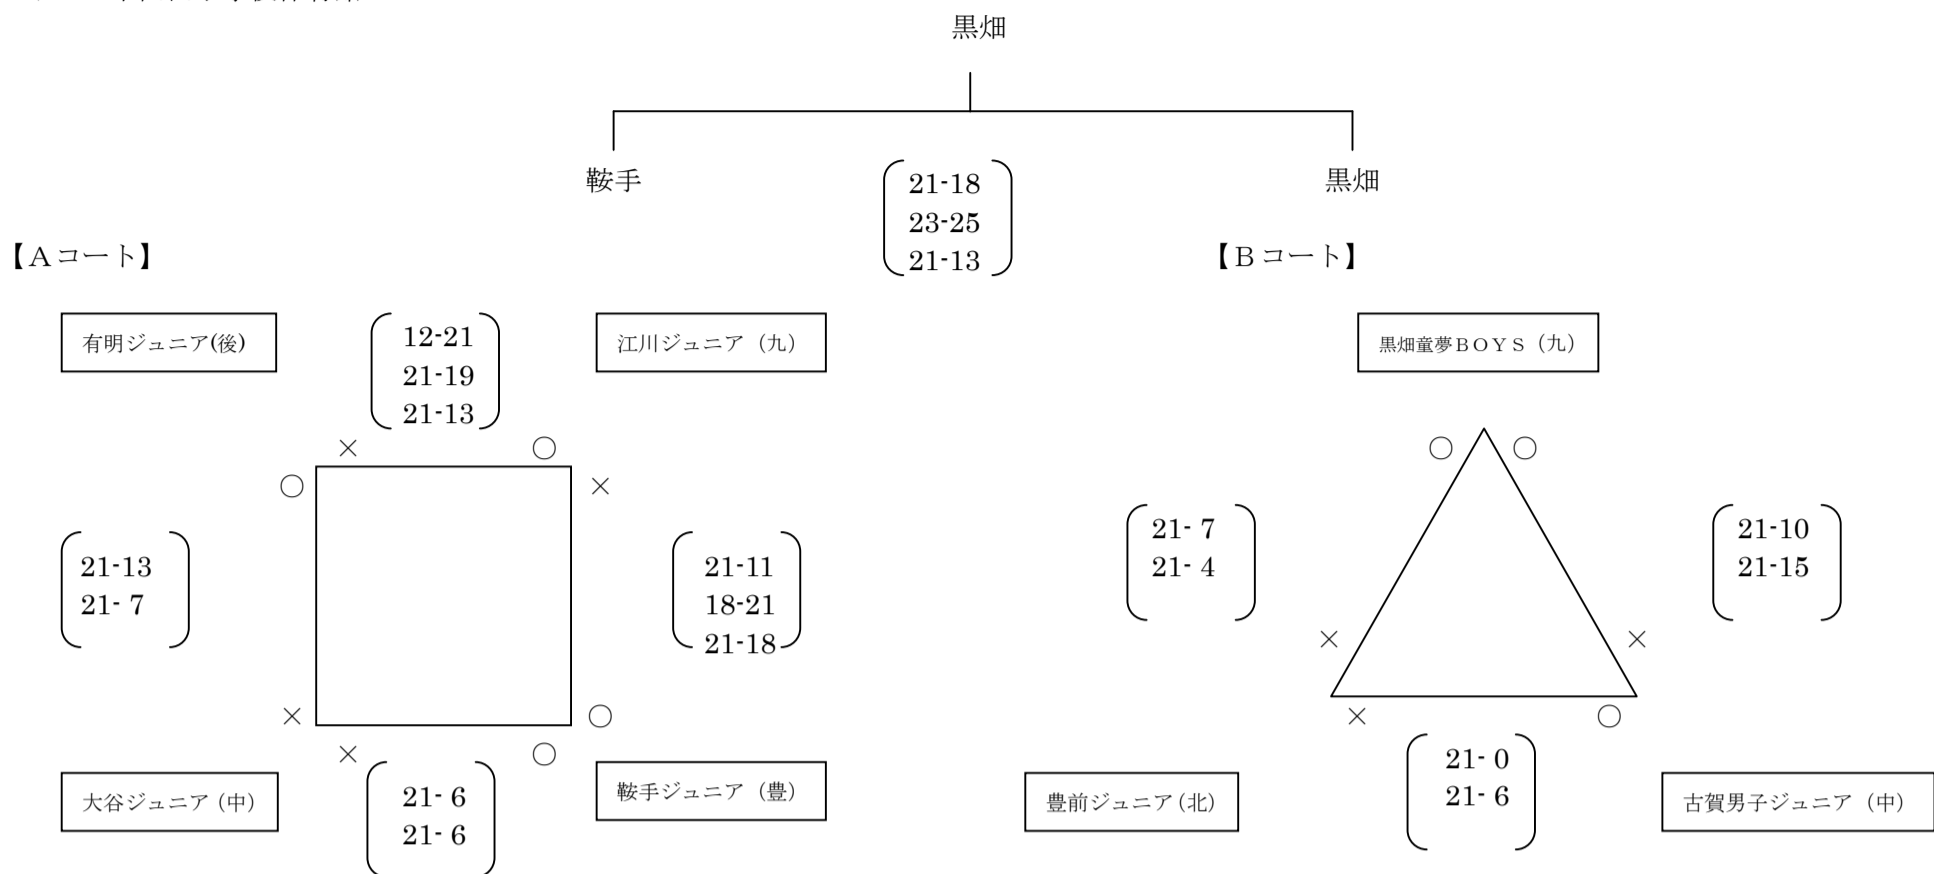 黒畑
鞍手
黒畑
21-18
23-25
21-13
【Aコート】
【Bコート】
有明ジュニア(後)
12-21
21-19
21-13
江川ジュニア（九）
黒畑童夢BOYS（九）
× ○
○ ×
○ ○
21-13
21- 7
21-11
18-21
21-18
21- 7
21- 4
21-10
21-15
× ×
× ○
× ○
× ○
大谷ジュニア（中）
21- 6
21- 6
鞍手ジュニア（豊）
豊前ジュニア（北）
21- 0
21- 6
古賀男子ジュニア（中）